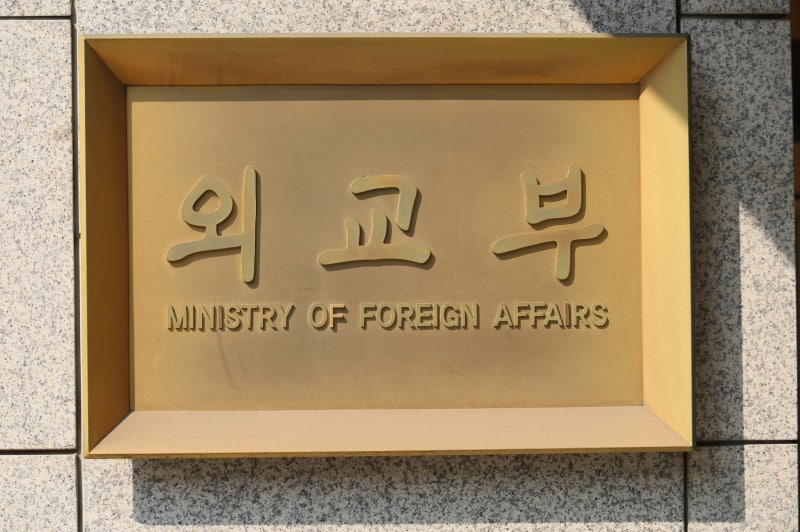 외교부
MINISTRY OF FOREIGN AFFAIRS